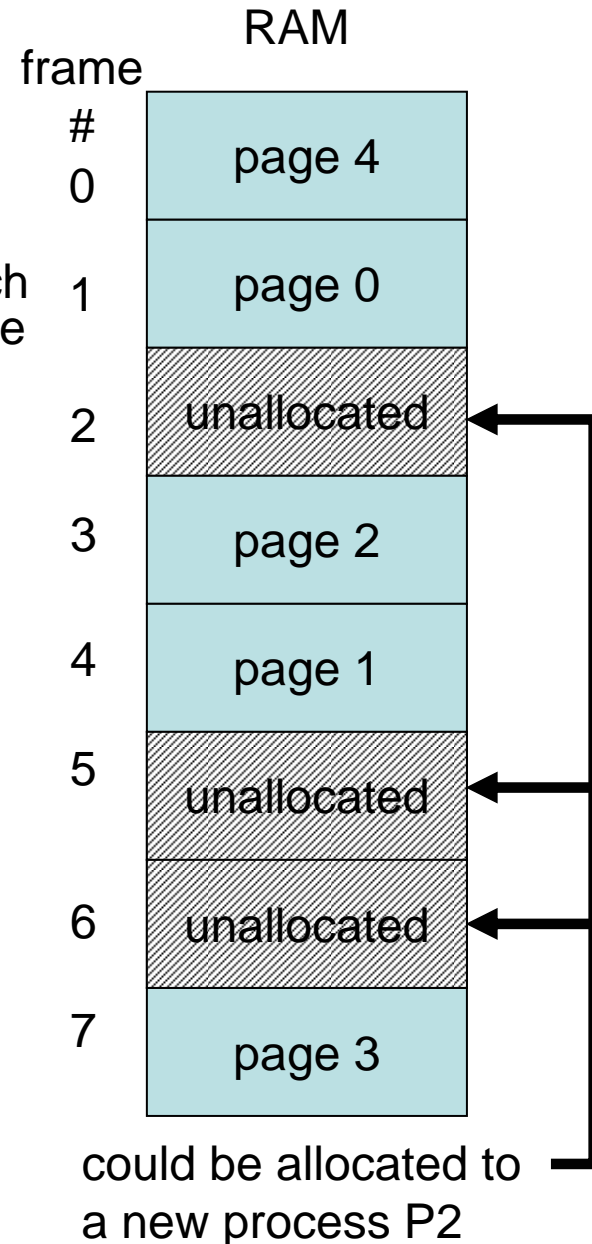 RAM
frame
#
0
page 4
ch
e
1
page 0
2
unallocated
3
page 2
4
page 1
5
unallocated
6
unallocated
7
page 3
could be allocated to
a new process P2